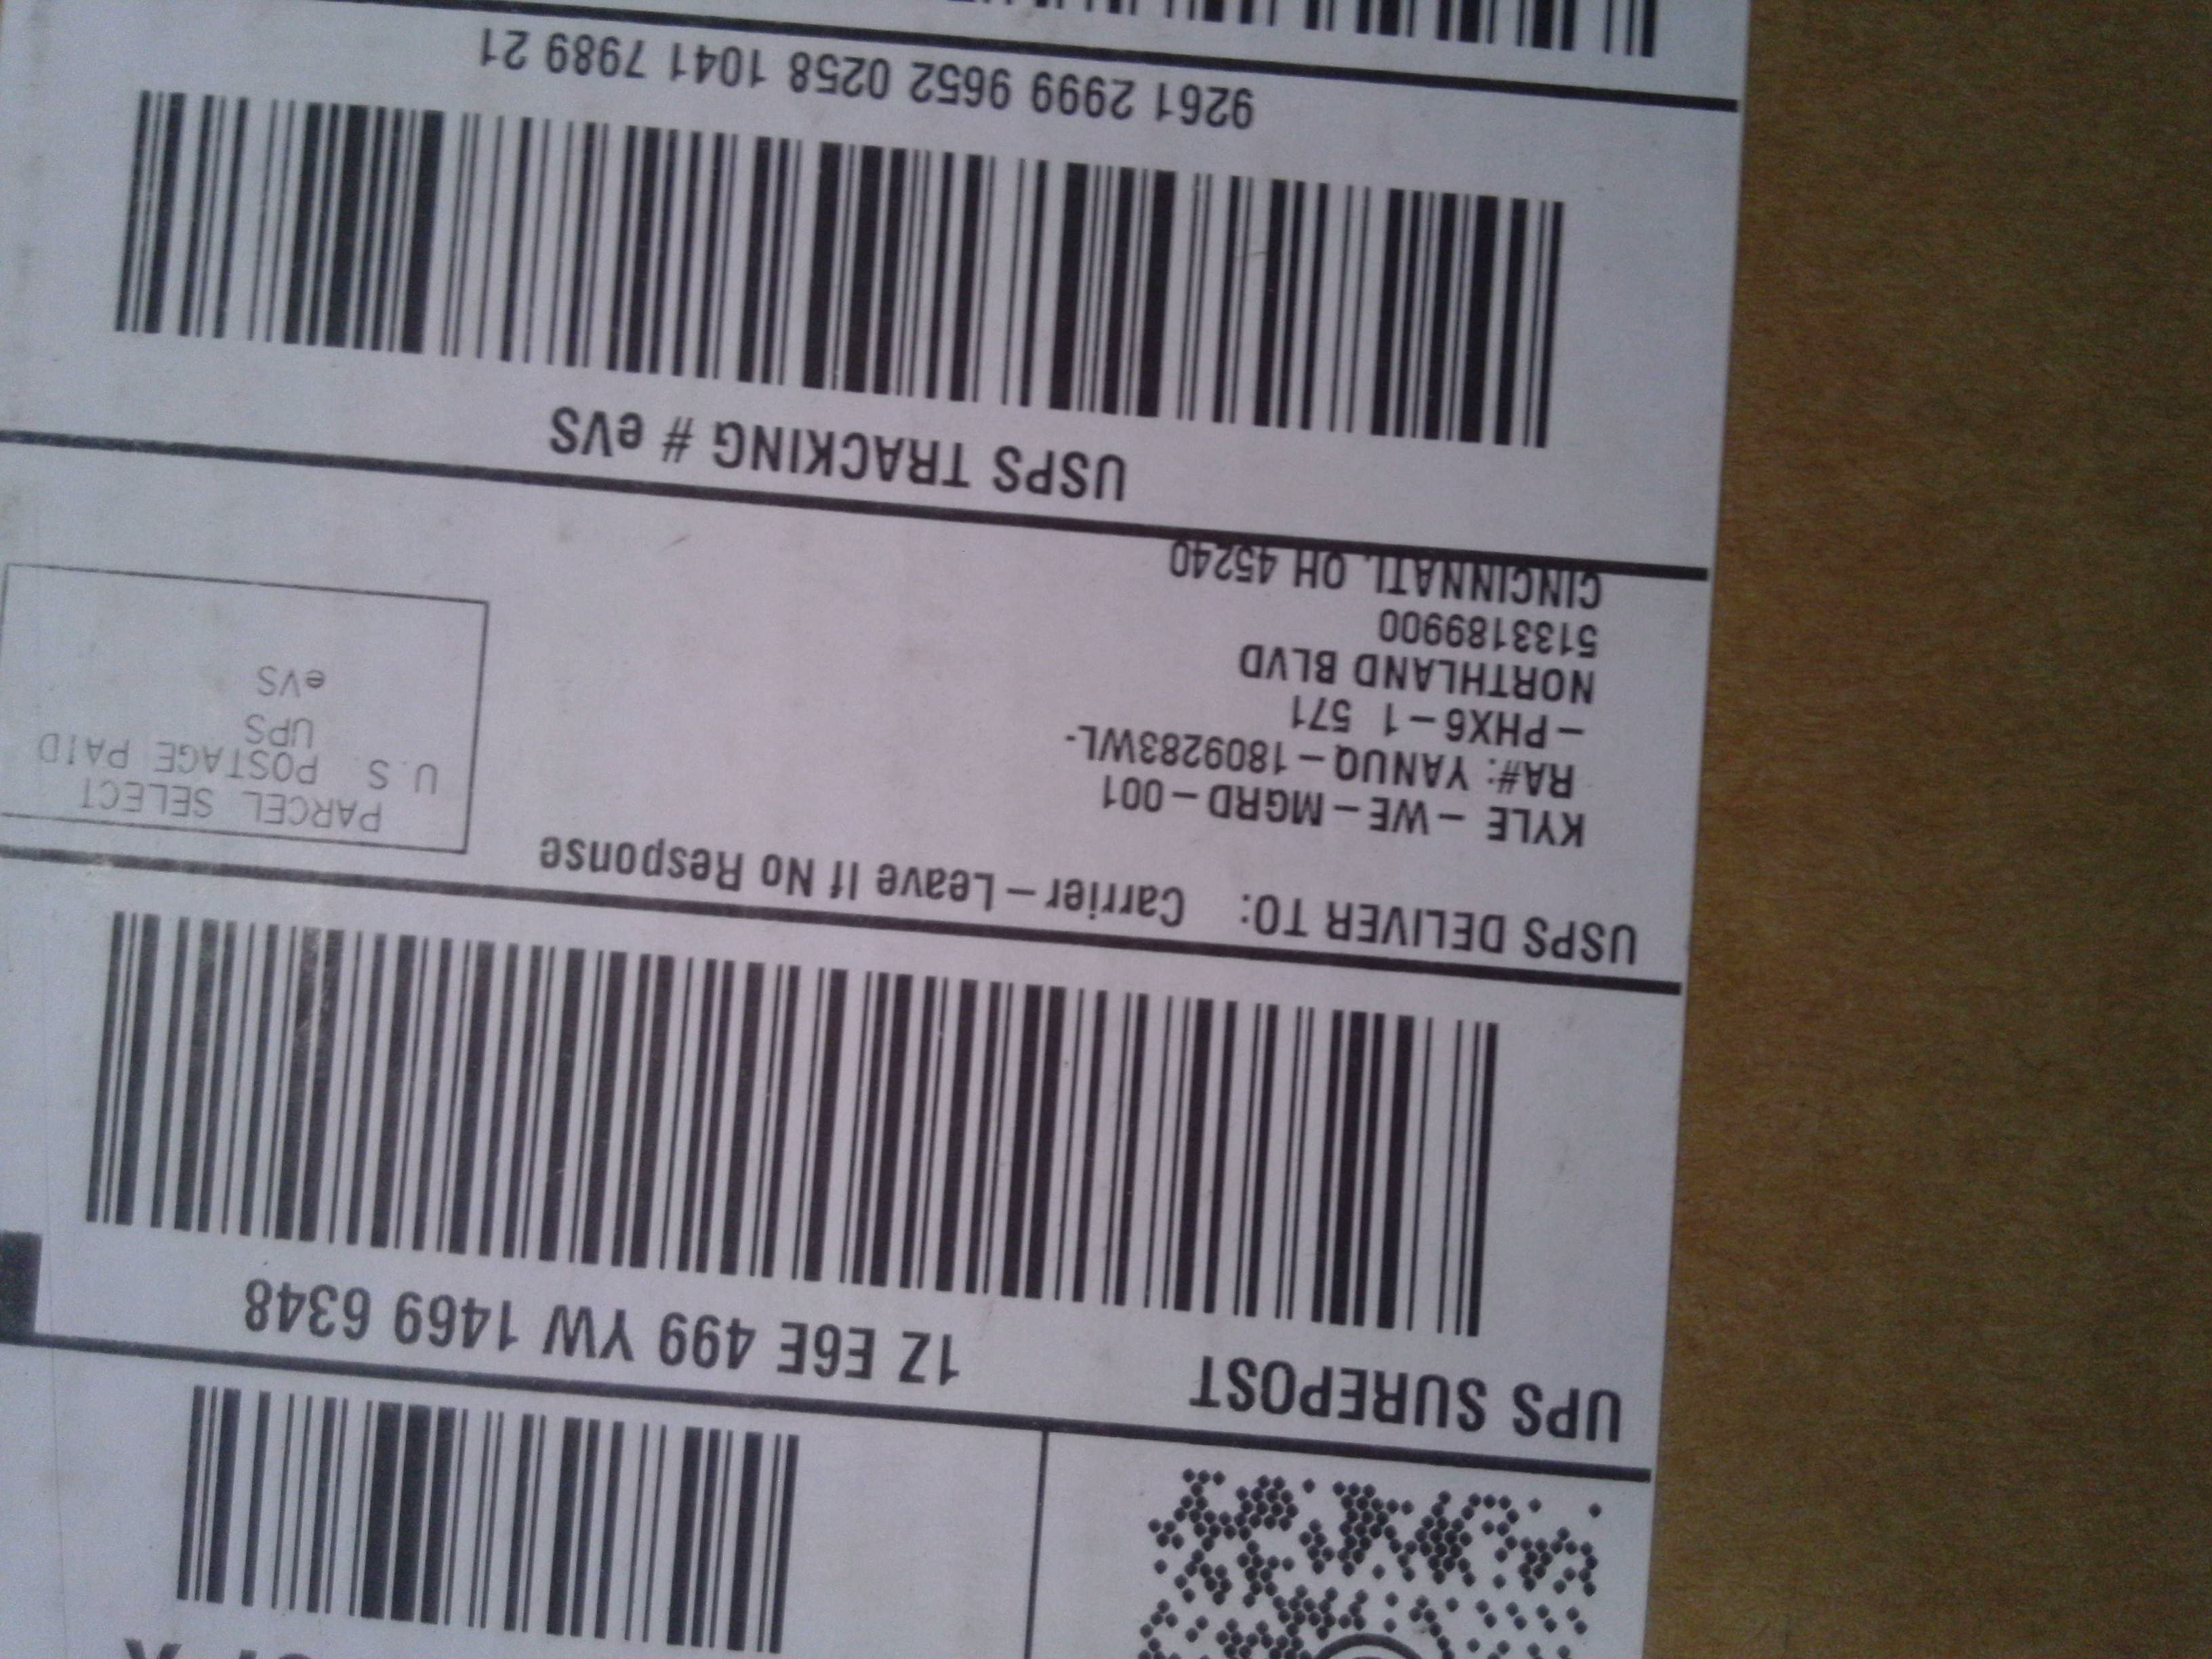 UPS SUREPOST 1Z E6E 499 YW 1469 6348
USPS DELIVER TO: Carrier – Leave If No Response
KYLE – WE – MGRD – 001
RA#: YANUQ – 1809283WL-
– PHX6 – 1 571
NORTHLAND BLVD
5133189900
CINCINNATI, OH 45240
PARCEL SELECT
U.S. POSTAGE PAID
UPS
eVS
USPS TRACKING # eVS
9261 2999 9652 0258 1041 7989 21